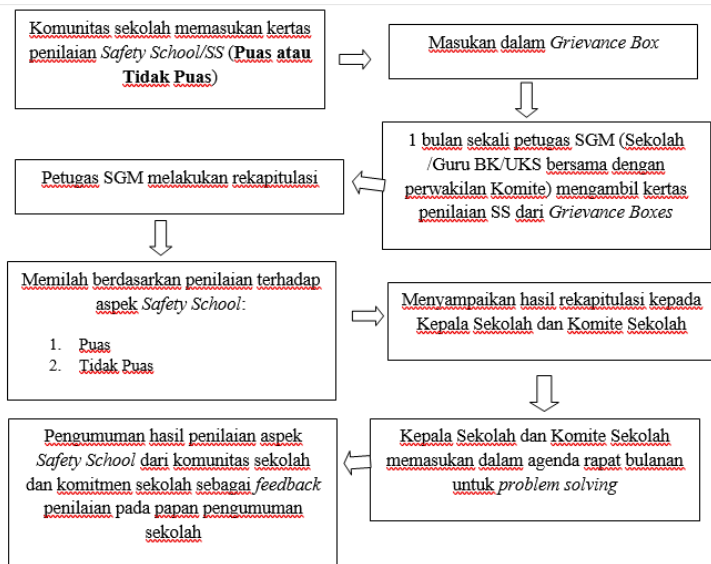 Komunitas sekolah memasukan kertas
penilaian Safety School/SS (Puas atau
Tidak Puas)
Masukan dalam Grievance Box
1 bulan sekali petugas SGM (Sekolah
/Guru BK/UKS bersama dengan
perwakilan Komite) mengambil kertas
penilaian SS dari Grievance Boxes
Petugas SGM melakukan rekapitulasi
Memilah berdasarkan penilaian terhadap
aspek Safety School:
1. Puas
2. Tidak Puas
Menyampaikan hasil rekapitulasi kepada
Kepala Sekolah dan Komite Sekolah
Kepala Sekolah dan Komite Sekolah
memasukan dalam agenda rapat bulanan
untuk problem solving
Pengumuman hasil penilaian aspek
Safety School dari komunitas sekolah
dan komitmen sekolah sebagai feedback
penilaian pada papan pengumuman
sekolah